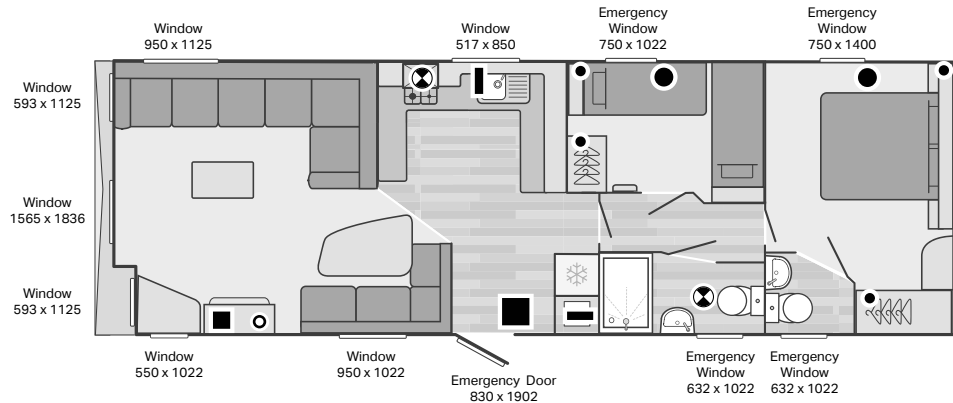 Window
950 x 1125
Window
517 x 850
Emergency
Window
750 x 1022
Emergency
Window
750 x 1400
Window
593 x 1125
Window
1565 x 1836
Window
593 x 1125
Window
550 x 1022
Window
950 x 1022
Emergency Door
830 x 1902
Emergency
Window
632 x 1022
Emergency
Window
632 x 1022